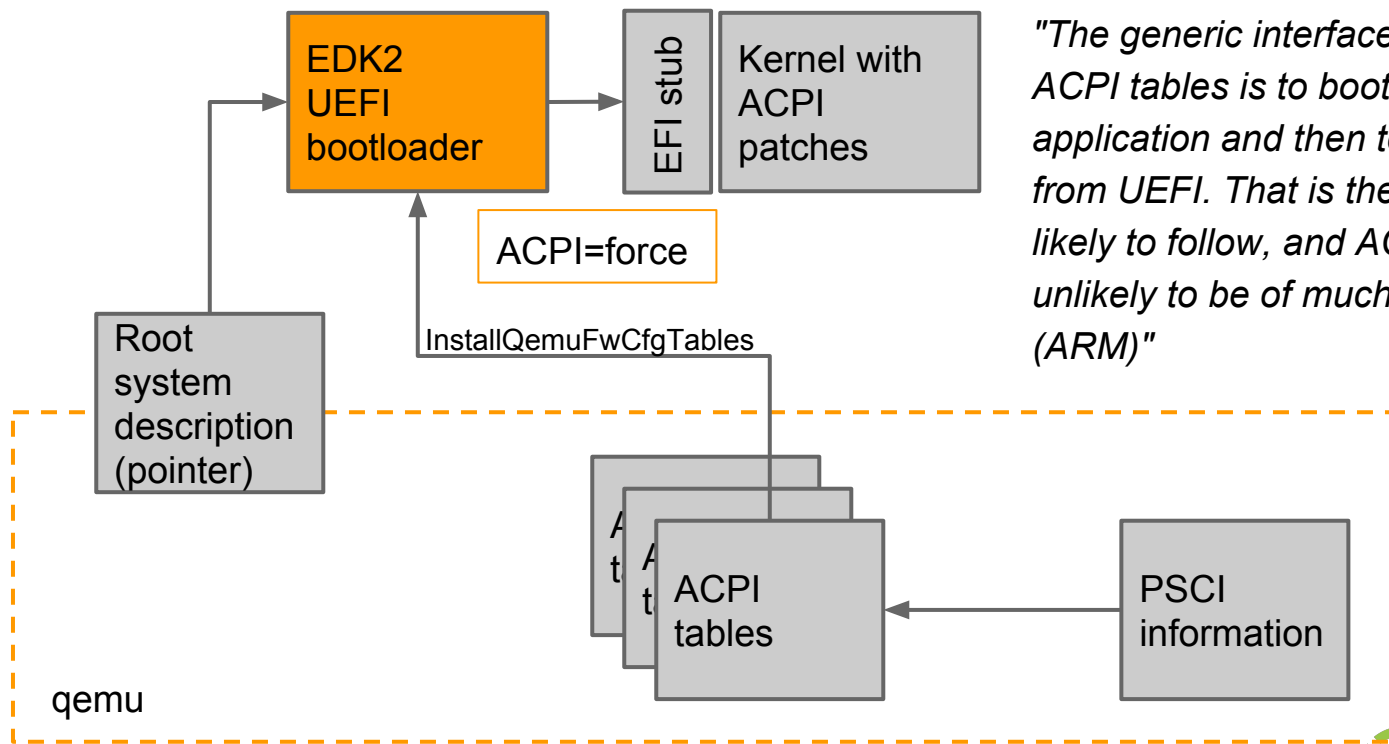 EDK2
UEFI
bootloader
EFI stub
Kernel with
ACPI
patches
"The generic interface
ACPI tables is to boot
application and then
from UEFI. That is the
likely to follow, and
unlikely to be of much
(ARM)"
ACPI=force
InstallQemuFwCfgTables
Root
system
description
(pointer)
ACPI
tables
PSCI
information
qemu